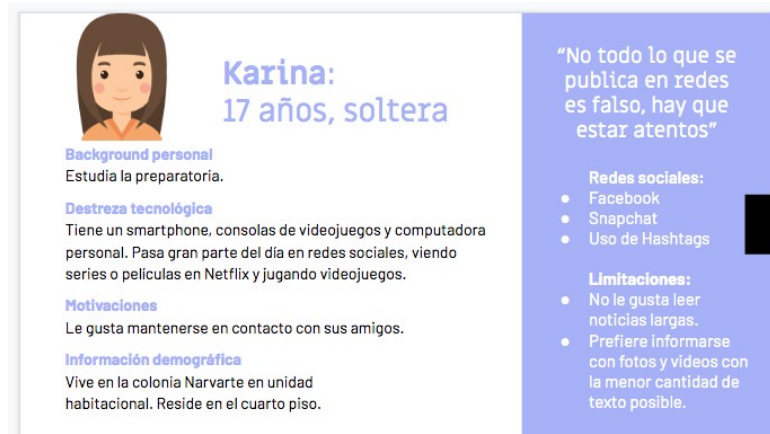 Karina:
17 años, soltera
Background personal
Estudia la preparatoria.
Destreza tecnológica
Tiene un smartphone, consolas de videojuegos y computadora
personal. Pasa gran parte del día en redes sociales, viendo
series o películas en Netflix y jugando videojuegos.
Motivaciones
Le gusta mantenerse en contacto con sus amigos.
Información demográfica
Vive en la colonia Narvarte en unidad
habitacional. Reside en el cuarto piso.
“No todo lo que se
publica en redes
es falso, hay que
estar atentos”
Redes sociales:
● Facebook
● Snapchat
● Uso de Hashtags
Limitaciones:
● No le gusta leer
noticias largas.
● Prefiere informarse
con fotos y videos con
la menor cantidad de
texto posible.